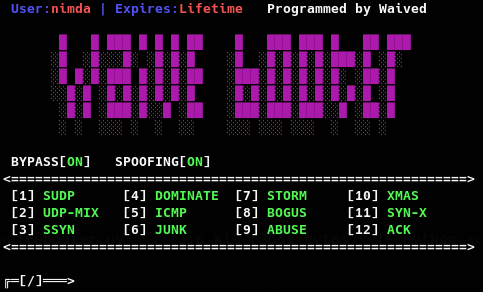 User:nimda | Expires:Lifetime Programmed by Waived
BYPASS[ON] SPOOFING[ON]
<==========================================================>
[1] SUDP [4] DOMINATE [7] STORM [10] XMAS
[2] UDP-MIX [5] ICMP [8] BOGUS [11] SYN-X
[3] SSYN [6] JUNK [9] ABUSE [12] ACK
<==========================================================>
╔═[/]═══>